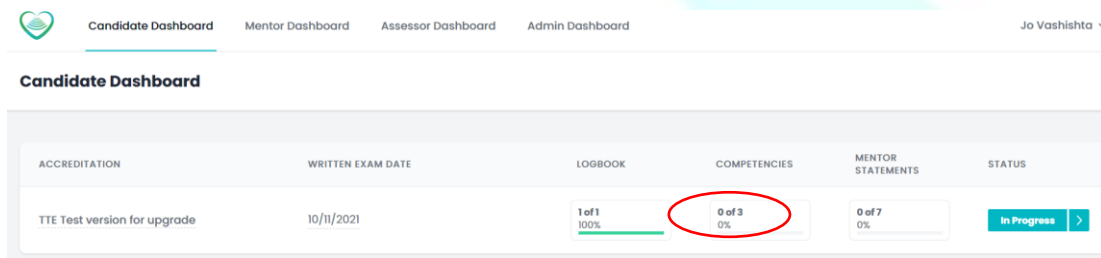 Candidate Dashboard Mentor Dashboard Assessor Dashboard Admin Dashboard Jo Vashishta
Candidate Dashboard
ACCREDITATION WRITTEN EXAM DATE LOGBOOK COMPETENCIES MENTOR STATEMENTS STATUS
TTE Test version for upgrade 10/11/2021 1 of 1 0 of 3 0 of 7 In Progress
100% 0% 0%